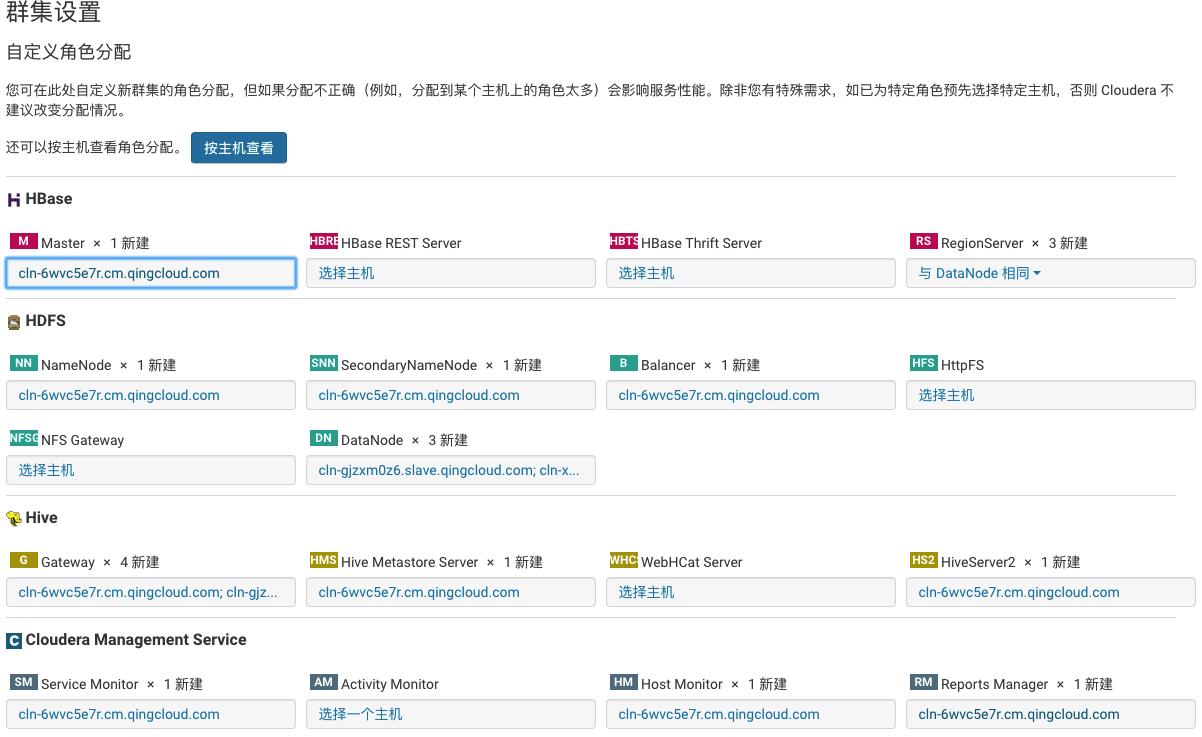 群集设置
自定义角色分配
您可在此处自定义新群集的角色分配，但如果分配不正确（例如，分配到某个主机上的角色太多）会影响服务性能。除非您有特殊需求，如已为特定角色预先选择特定主机，否则 Cloudera 不
建议改变分配情况。
还可以按主机查看角色分配。 按主机查看
HBase
M Master × 1 新建 HBRE HBase REST Server HBTS HBase Thrift Server RS RegionServer × 3 新建
cln-6wvc5e7r.cm.qingcloud.com 选择主机 选择主机 与 DataNode 相同
HDFS
NN NameNode × 1 新建 SNN SecondaryNameNode × 1 新建 B Balancer × 1 新建 HFS HttpFS
cln-6wvc5e7r.cm.qingcloud.com cln-6wvc5e7r.cm.qingcloud.com cln-6wvc5e7r.cm.qingcloud.com 选择主机
NFSG NFS Gateway DN DataNode × 3 新建
选择主机 cln-gjzxm0z6.slave.qingcloud.com; cln-x...
Hive
G Gateway × 4 新建 HMS Hive Metastore Server × 1 新建 WHC WebHCat Server HS2 HiveServer2 × 1 新建
cln-6wvc5e7r.cm.qingcloud.com; cln-gjz... cln-6wvc5e7r.cm.qingcloud.com 选择主机 cln-6wvc5e7r.cm.qingcloud.com
C Cloudera Management Service
SM Service Monitor × 1 新建 AM Activity Monitor HM Host Monitor × 1 新建 RM Reports Manager × 1 新建
cln-6wvc5e7r.cm.qingcloud.com 选择一个主机 cln-6wvc5e7r.cm.qingcloud.com cln-6wvc5e7r.cm.qingcloud.com